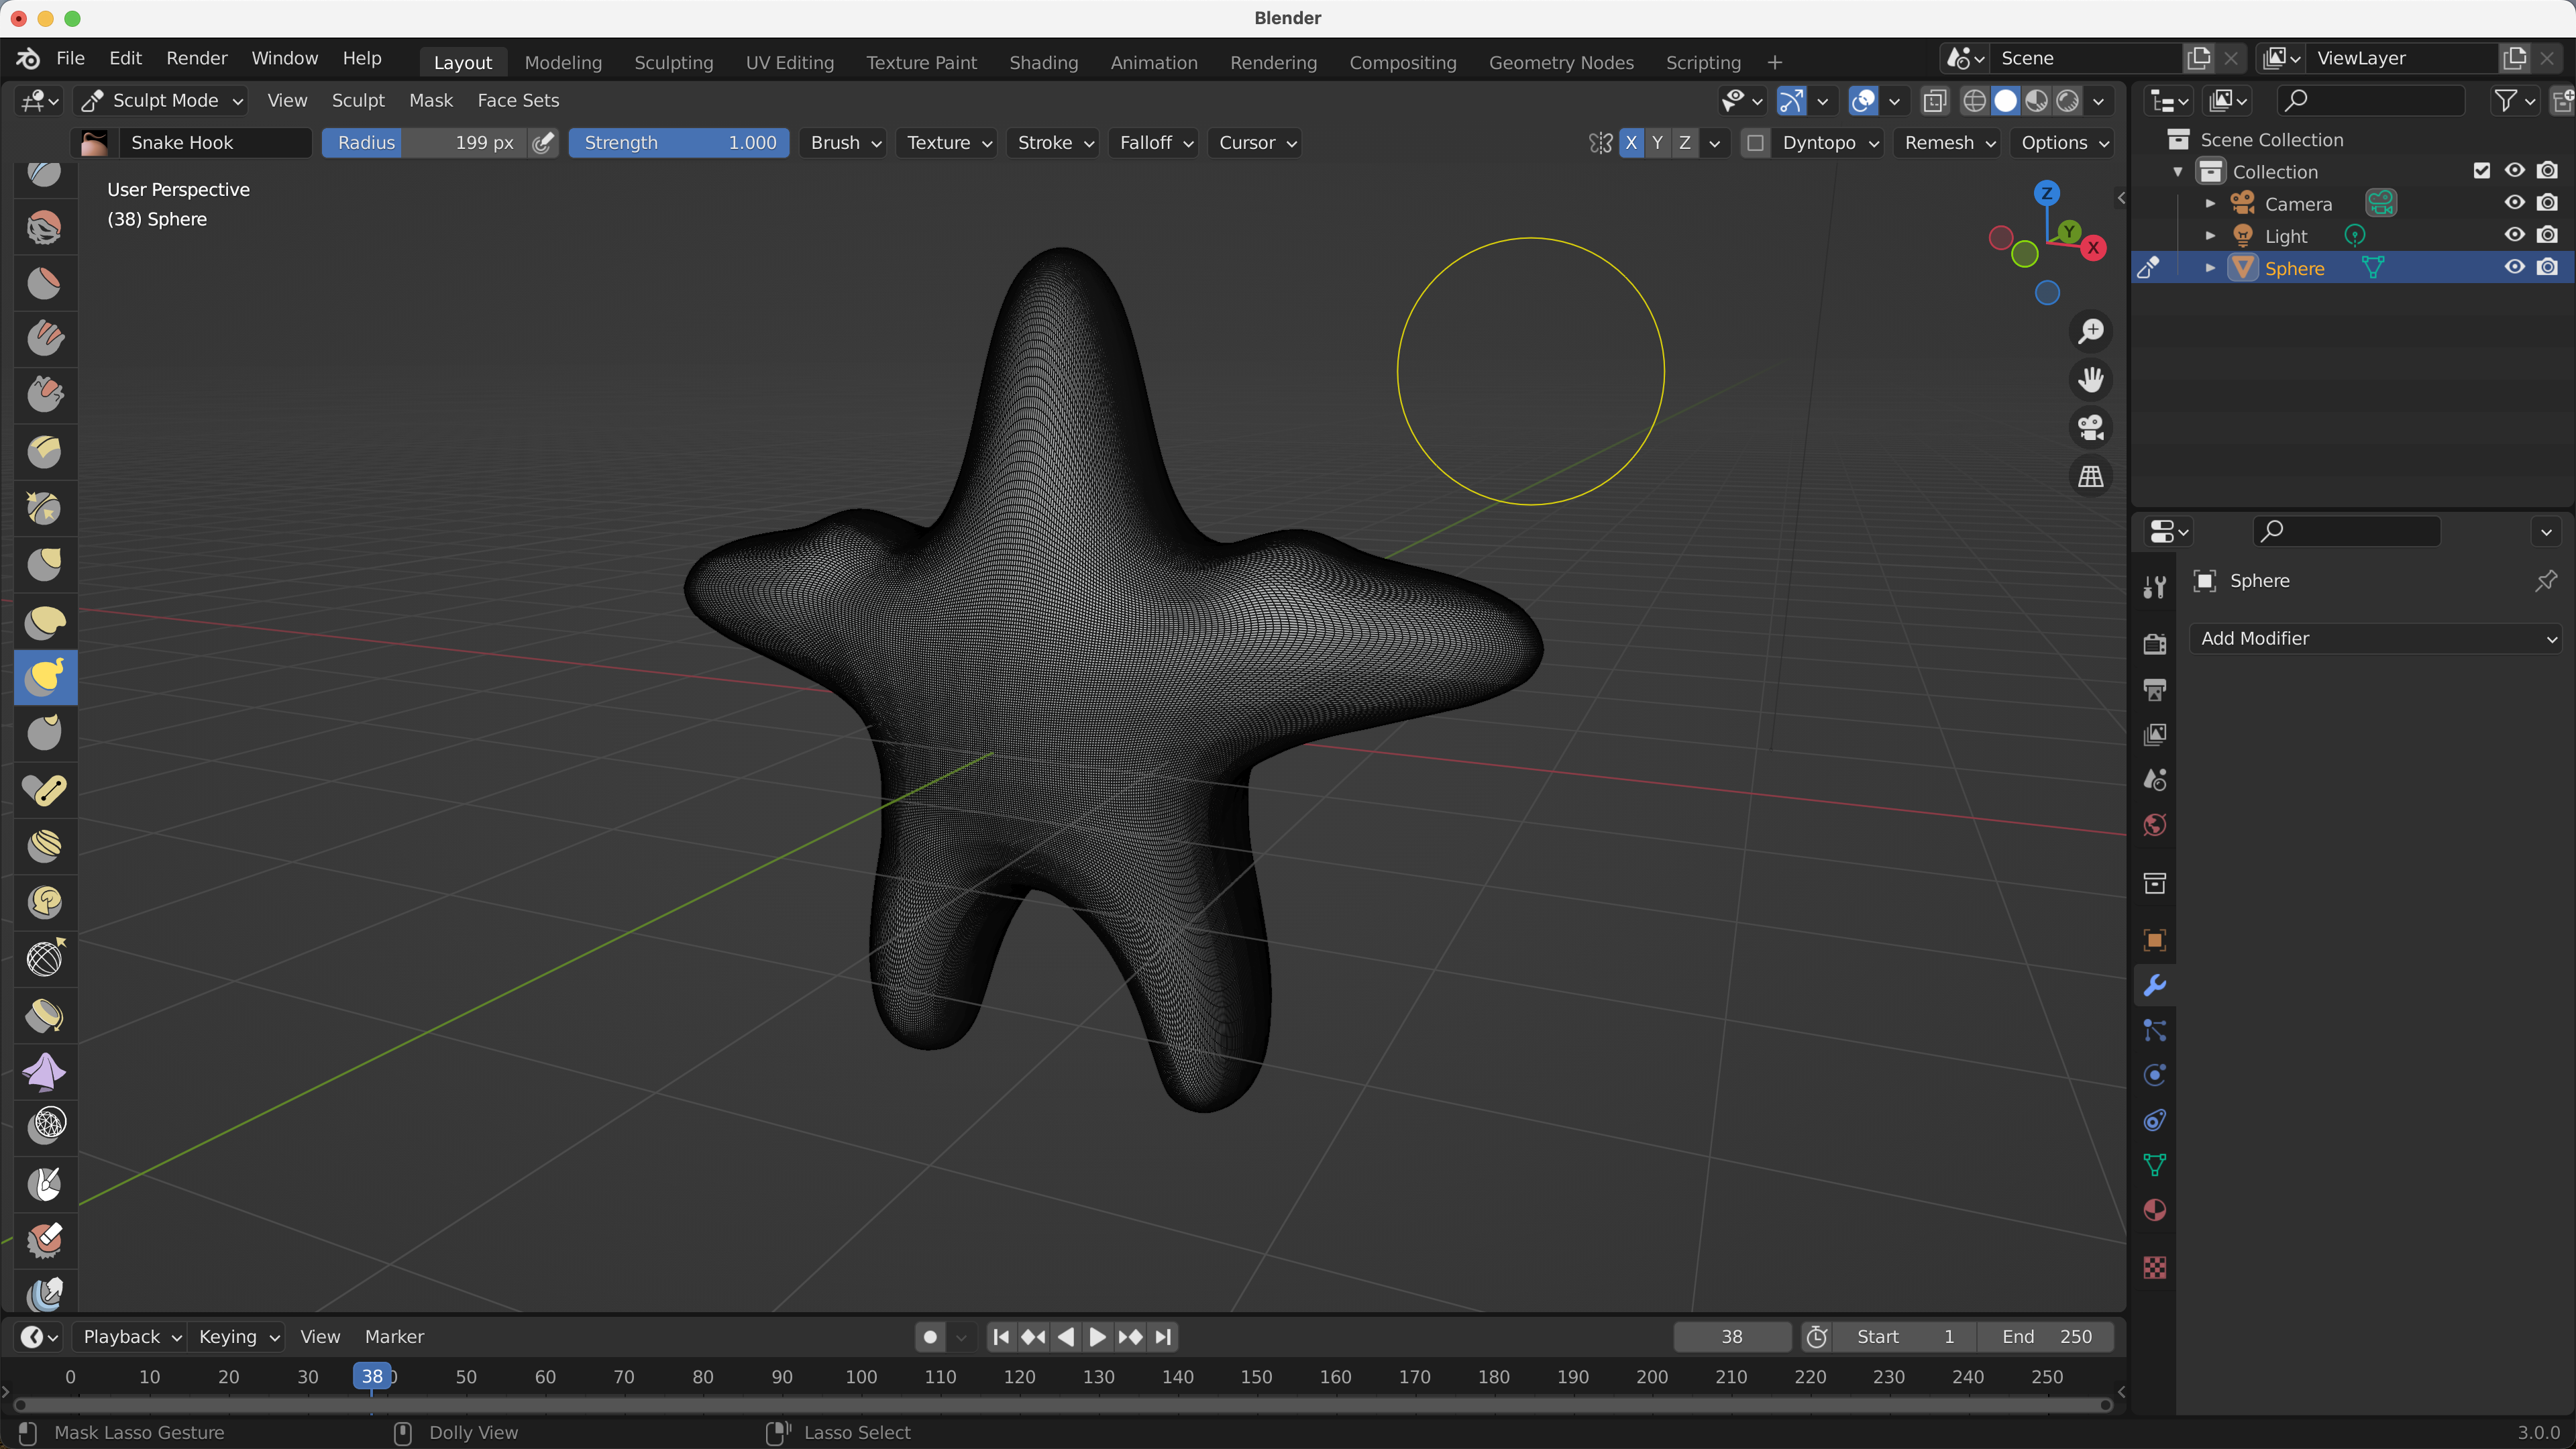 Blender
File Edit Render Window Help Layout Modeling Sculpting UV Editing Texture Paint Shading Animation Rendering Compositing Geometry Nodes Scripting + Scene ViewLayer
Sculpt Mode View Sculpt Mask Face Sets
Snake Hook Radius 199 px Strength 1.000 Brush Texture Stroke Falloff Cursor X Y Z Dyntopo Remesh Options
User Perspective
(38) Sphere
Z
Y
X
Scene Collection
Collection
Camera
Light
Sphere
Sphere
Add Modifier
Playback Keying View Marker 38 Start 1 End 250
0 10 20 30 38 50 60 70 80 90 100 110 120 130 140 150 160 170 180 190 200 210 220 230 240 250
Mask Lasso Gesture Dolly View Lasso Select 3.0.0